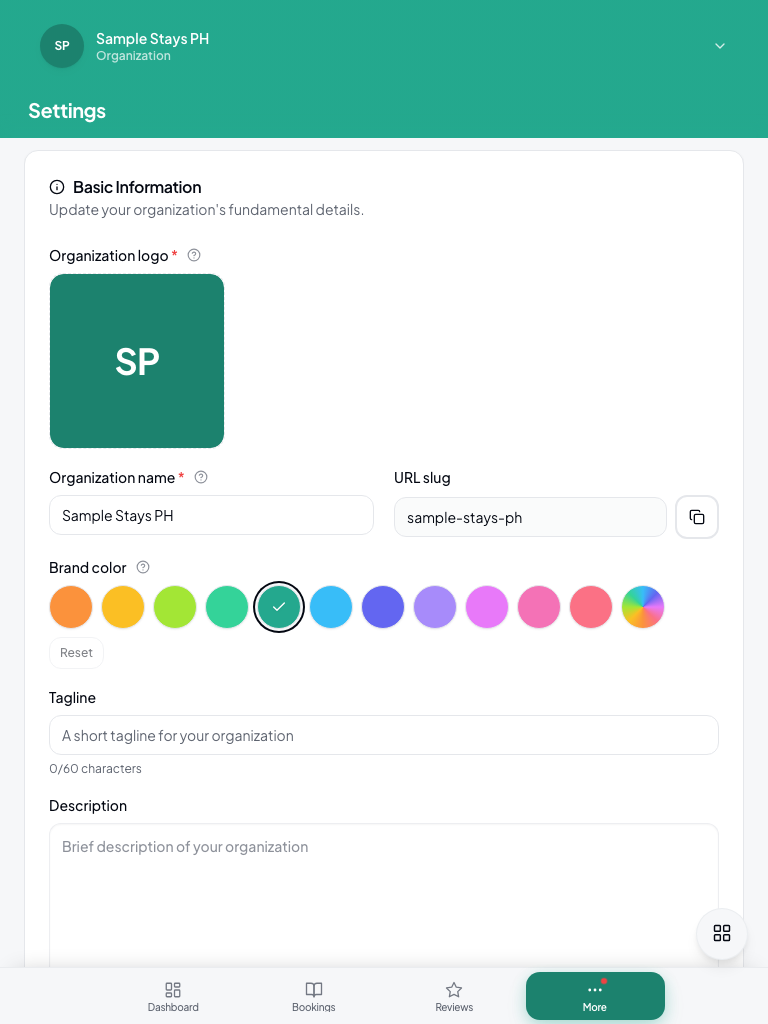 SP
Sample Stays PH
Organization
Settings
Basic Information
Update your organization's fundamental details.
Organization logo *
SP
Organization name *
URL slug
Sample Stays PH
sample-stays-ph
Brand color
Reset
Tagline
A short tagline for your organization
0/60 characters
Description
Brief description of your organization
Dashboard
Bookings
Reviews
More